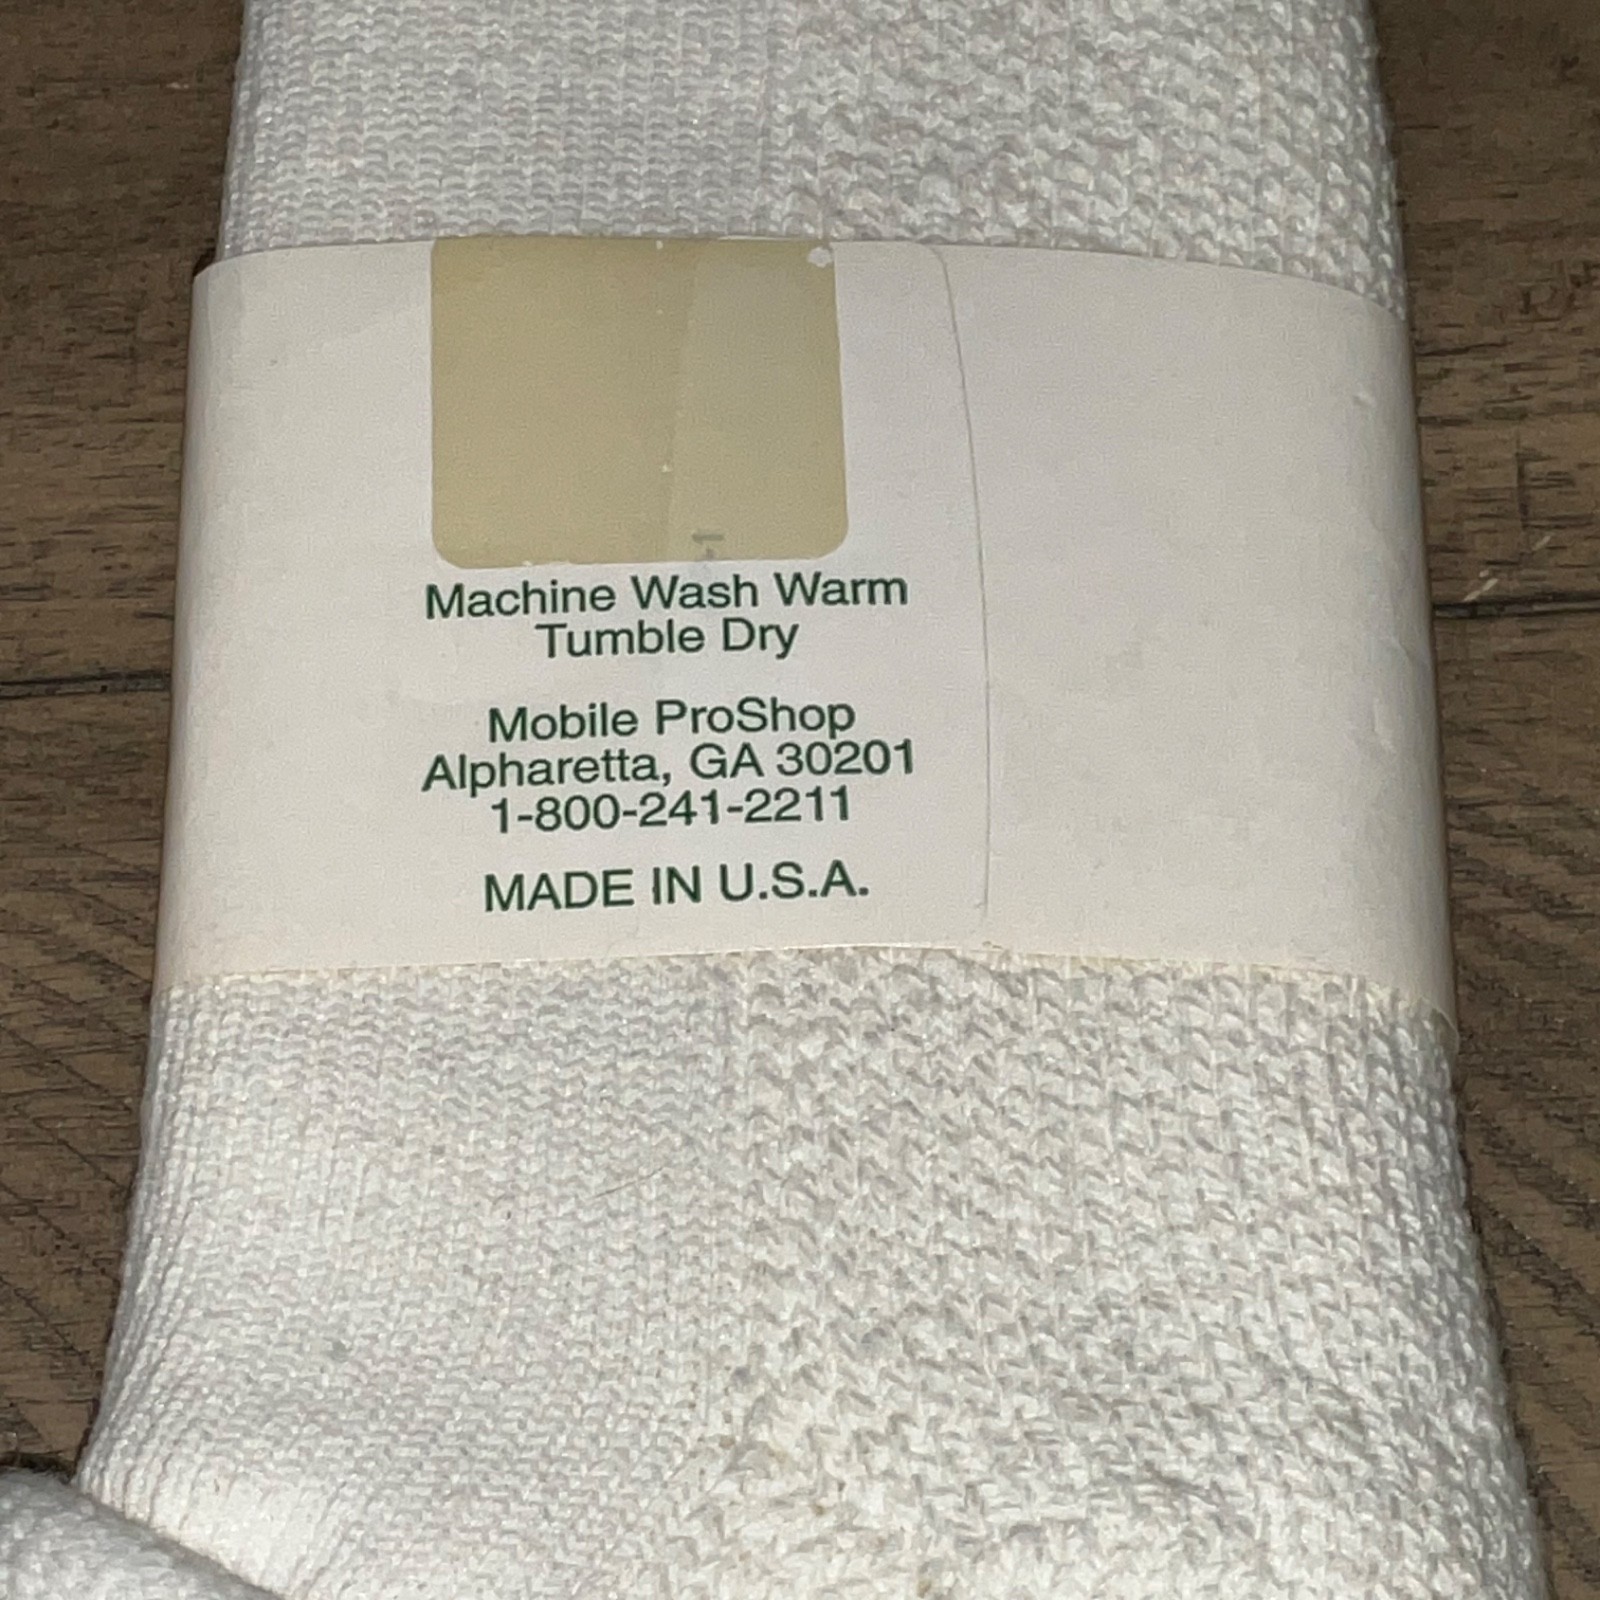 Machine Wash Warm
Tumble Dry
Mobile ProShop
Alpharetta, GA 30201
1-800-241-2211
MADE IN U.S.A.